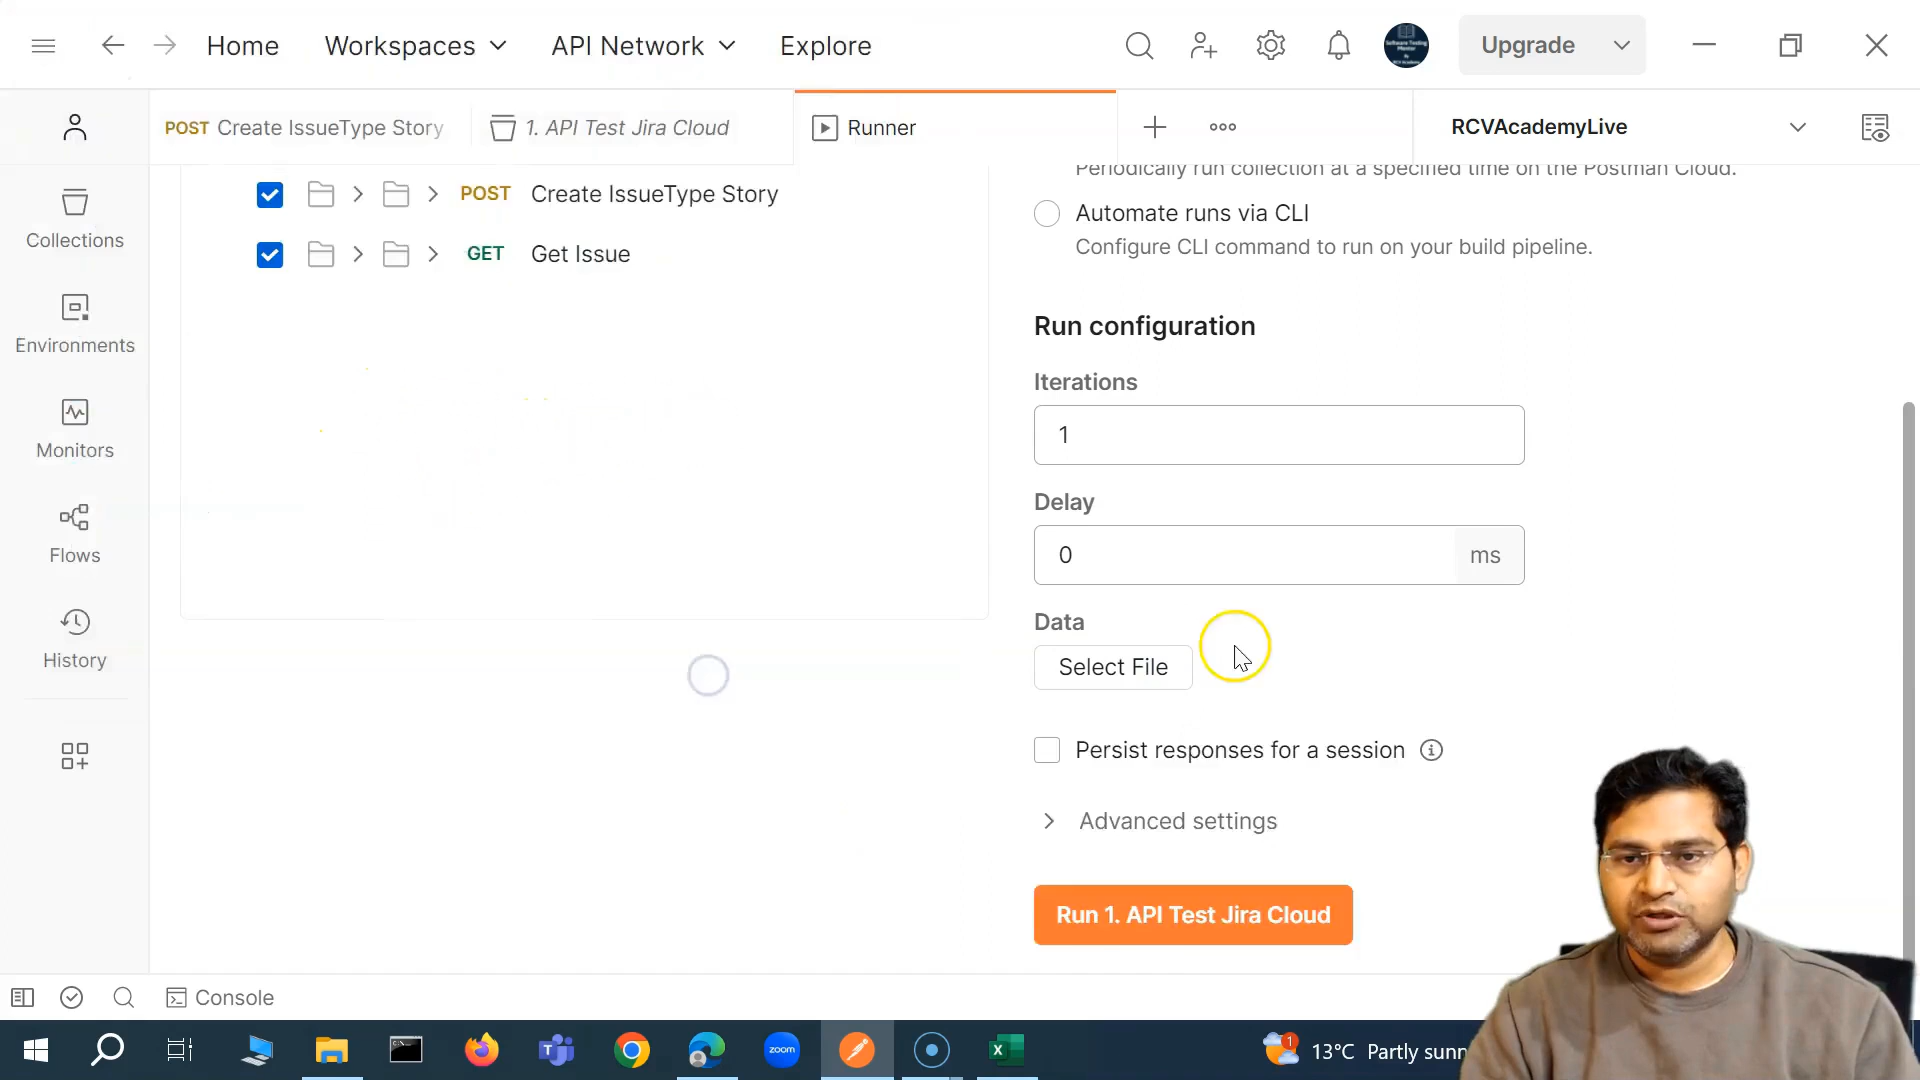 Home
Workspaces
API Network
Explore
Upgrade
POST Create IssueType Story
1. API Test Jira Cloud
Runner
RCVAcademyLive
Collections
Environments
Monitors
Flows
History
POST Create IssueType Story
GET Get Issue
Periodically run collection at a specified time on the Postman Cloud.
Automate runs via CLI
Configure CLI command to run on your build pipeline.
Run configuration
Iterations
1
Delay
0
ms
Data
Select File
Persist responses for a session
Advanced settings
Run 1. API Test Jira Cloud
Console
zoom
1
13°C Partly sunn